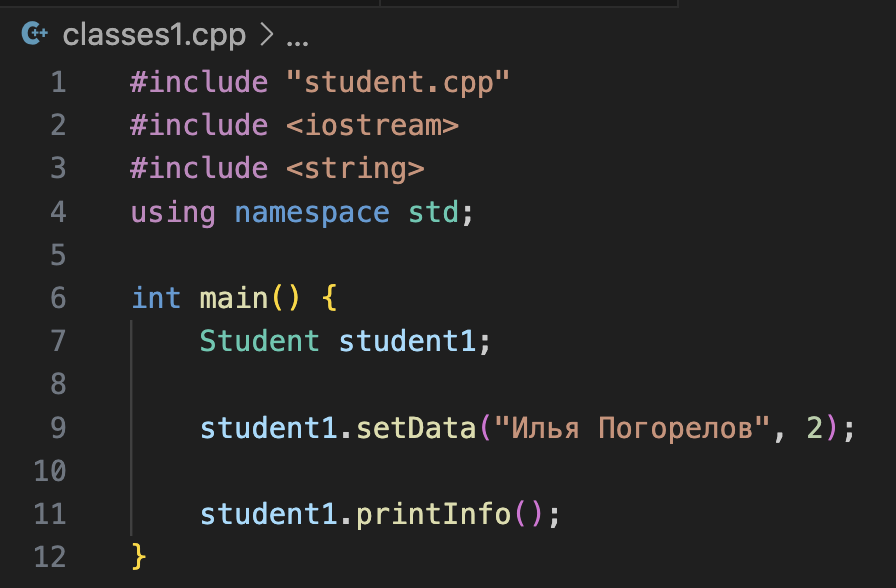 classes1.cpp > ...
1 #include "student.cpp"
2 #include <iostream>
3 #include <string>
4 using namespace std;
5
6 int main() {
7 Student student1;
8
9 student1.setData("Илья Погорелов", 2);
10
11 student1.printInfo();
12 }